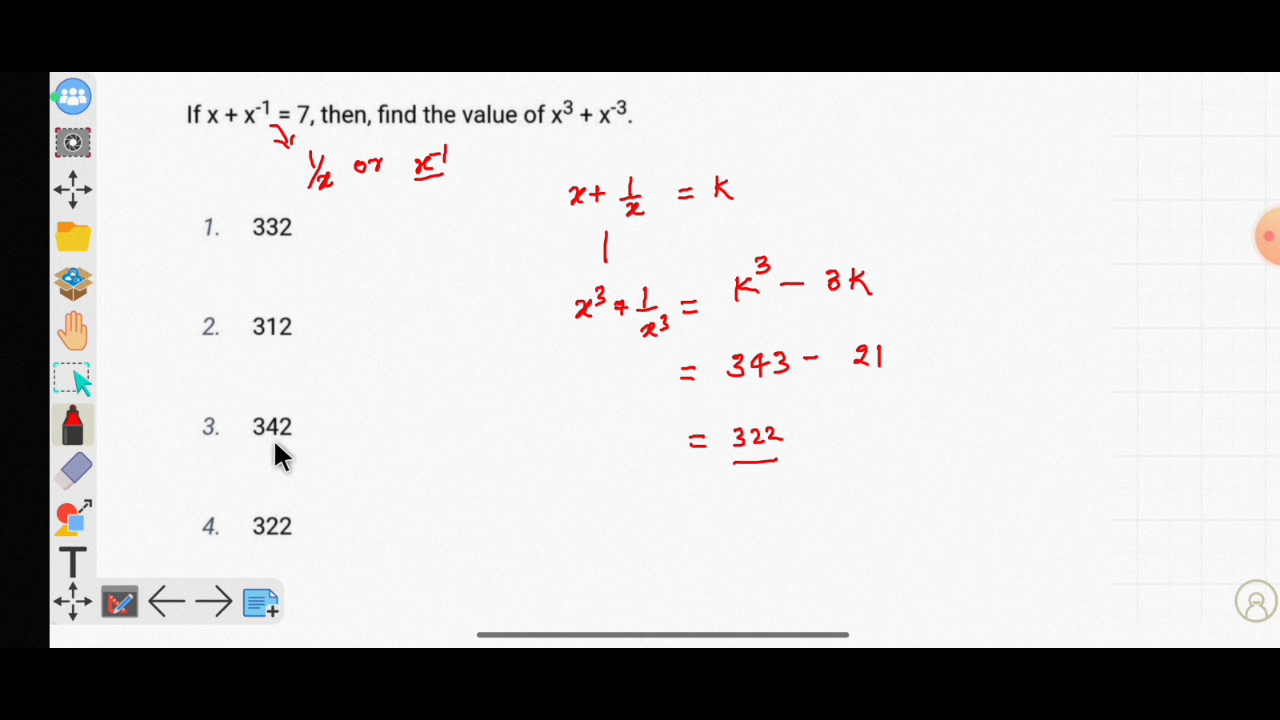 If x + x⁻¹ = 7, then, find the value of x³ + x⁻³.
1/x or x⁻¹
x + 1/x = K
1. 332
x³ + 1/x³ = K³ - 3K
2. 312
= 343 - 21
3. 342
= 322
4. 322
T